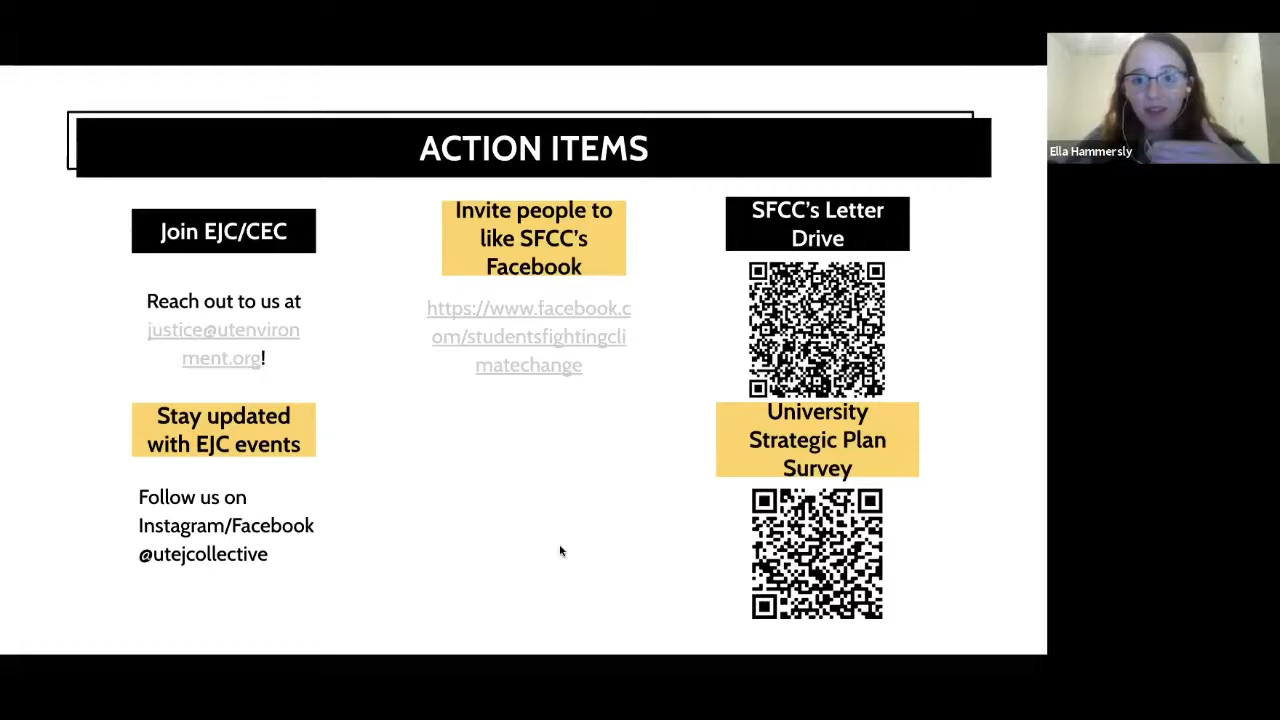 ACTION ITEMS
Ella Hammersly
Join EJC/CEC
Reach out to us at
justice@utenviron
ment.org!
Stay updated
with EJC events
Follow us on
Instagram/Facebook
@utejcollective
Invite people to
like SFCC's
Facebook
https://www.facebook.c
om/studentsfightingcli
matechange
SFCC's Letter
Drive
University
Strategic Plan
Survey